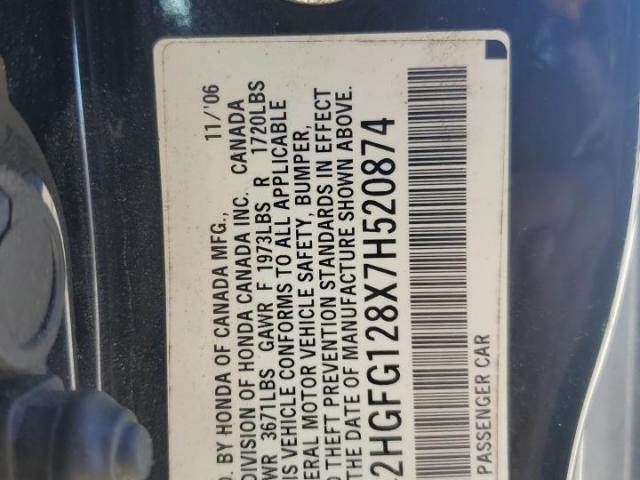 D. BY HONDA OF CANADA MFG., 11/'06
DIVISION OF HONDA CANADA INC. CANADA
WR 3671LBS GAWR F 1973LBS R 1720LBS
IS VEHICLE CONFORMS TO ALL APPLICABLE
ERAL MOTOR VEHICLE SAFETY, BUMPER,
D THEFT PREVENTION STANDARDS IN EFFECT
THE DATE OF MANUFACTURE SHOWN ABOVE.
2HGFG128X7H520874
PASSENGER CAR